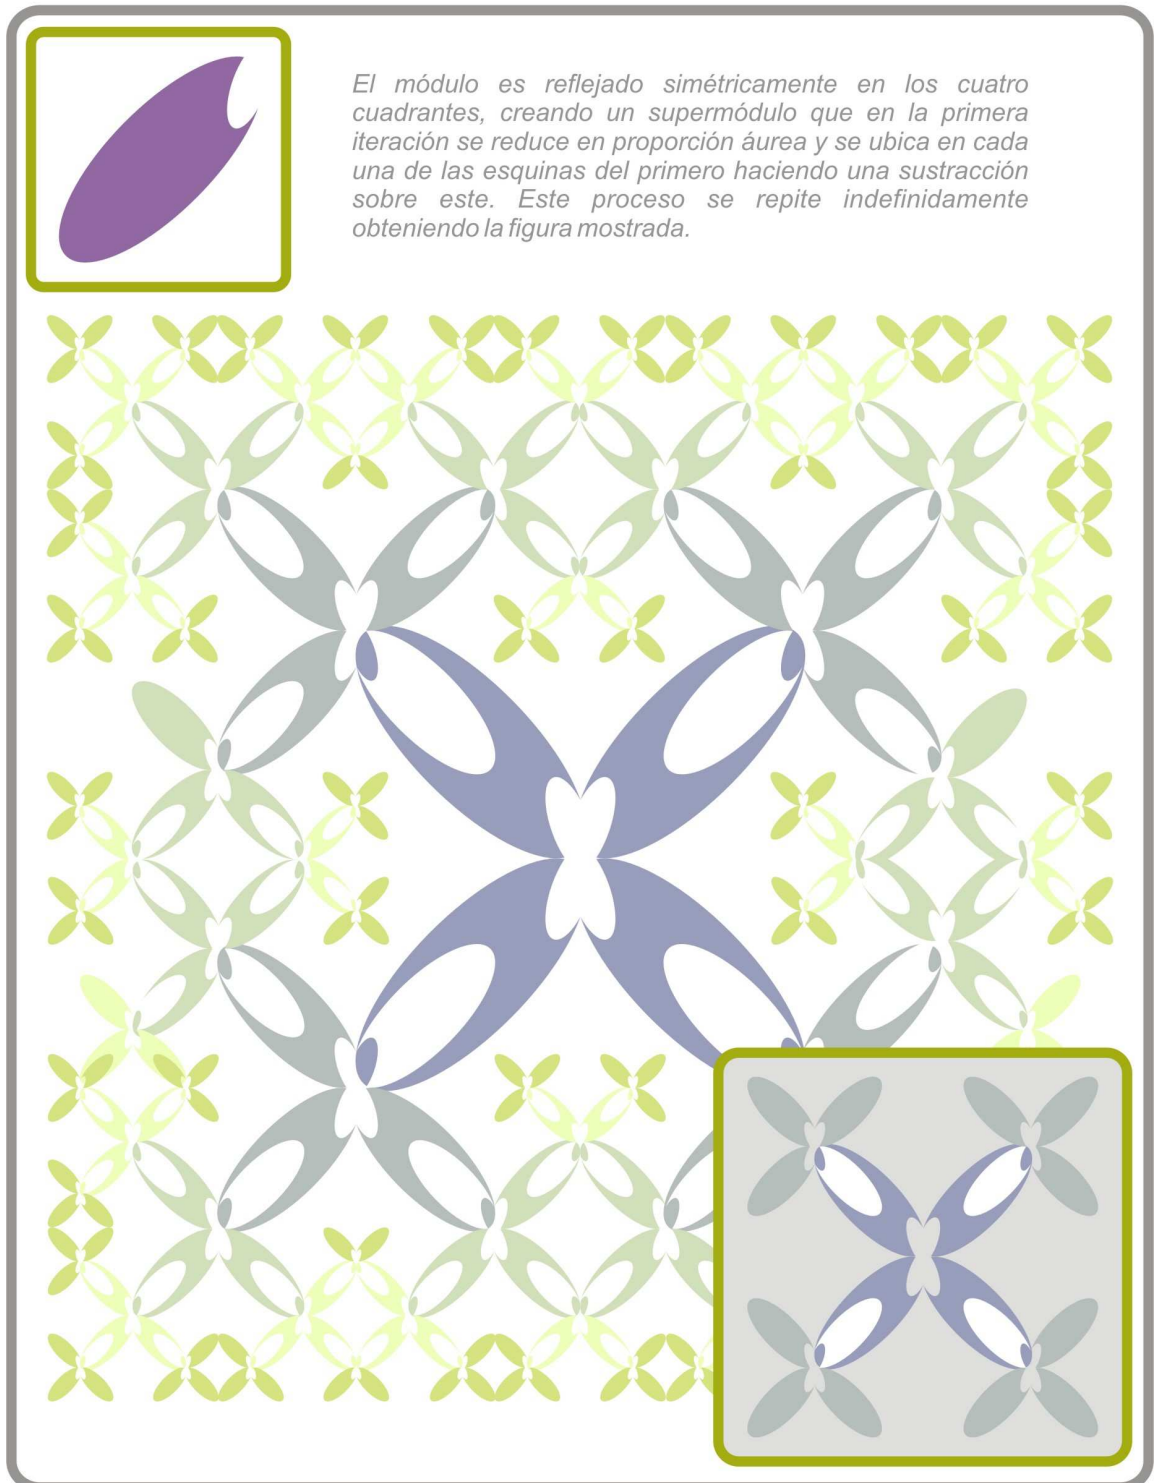 El módulo es reflejado simétricamente en los cuatro
cuadrantes, creando un supermódulo que en la primera
iteración se reduce en proporción áurea y se ubica en cada
una de las esquinas del primero haciendo una sustracción
sobre este. Este proceso se repite indefinidamente
obteniendo la figura mostrada.